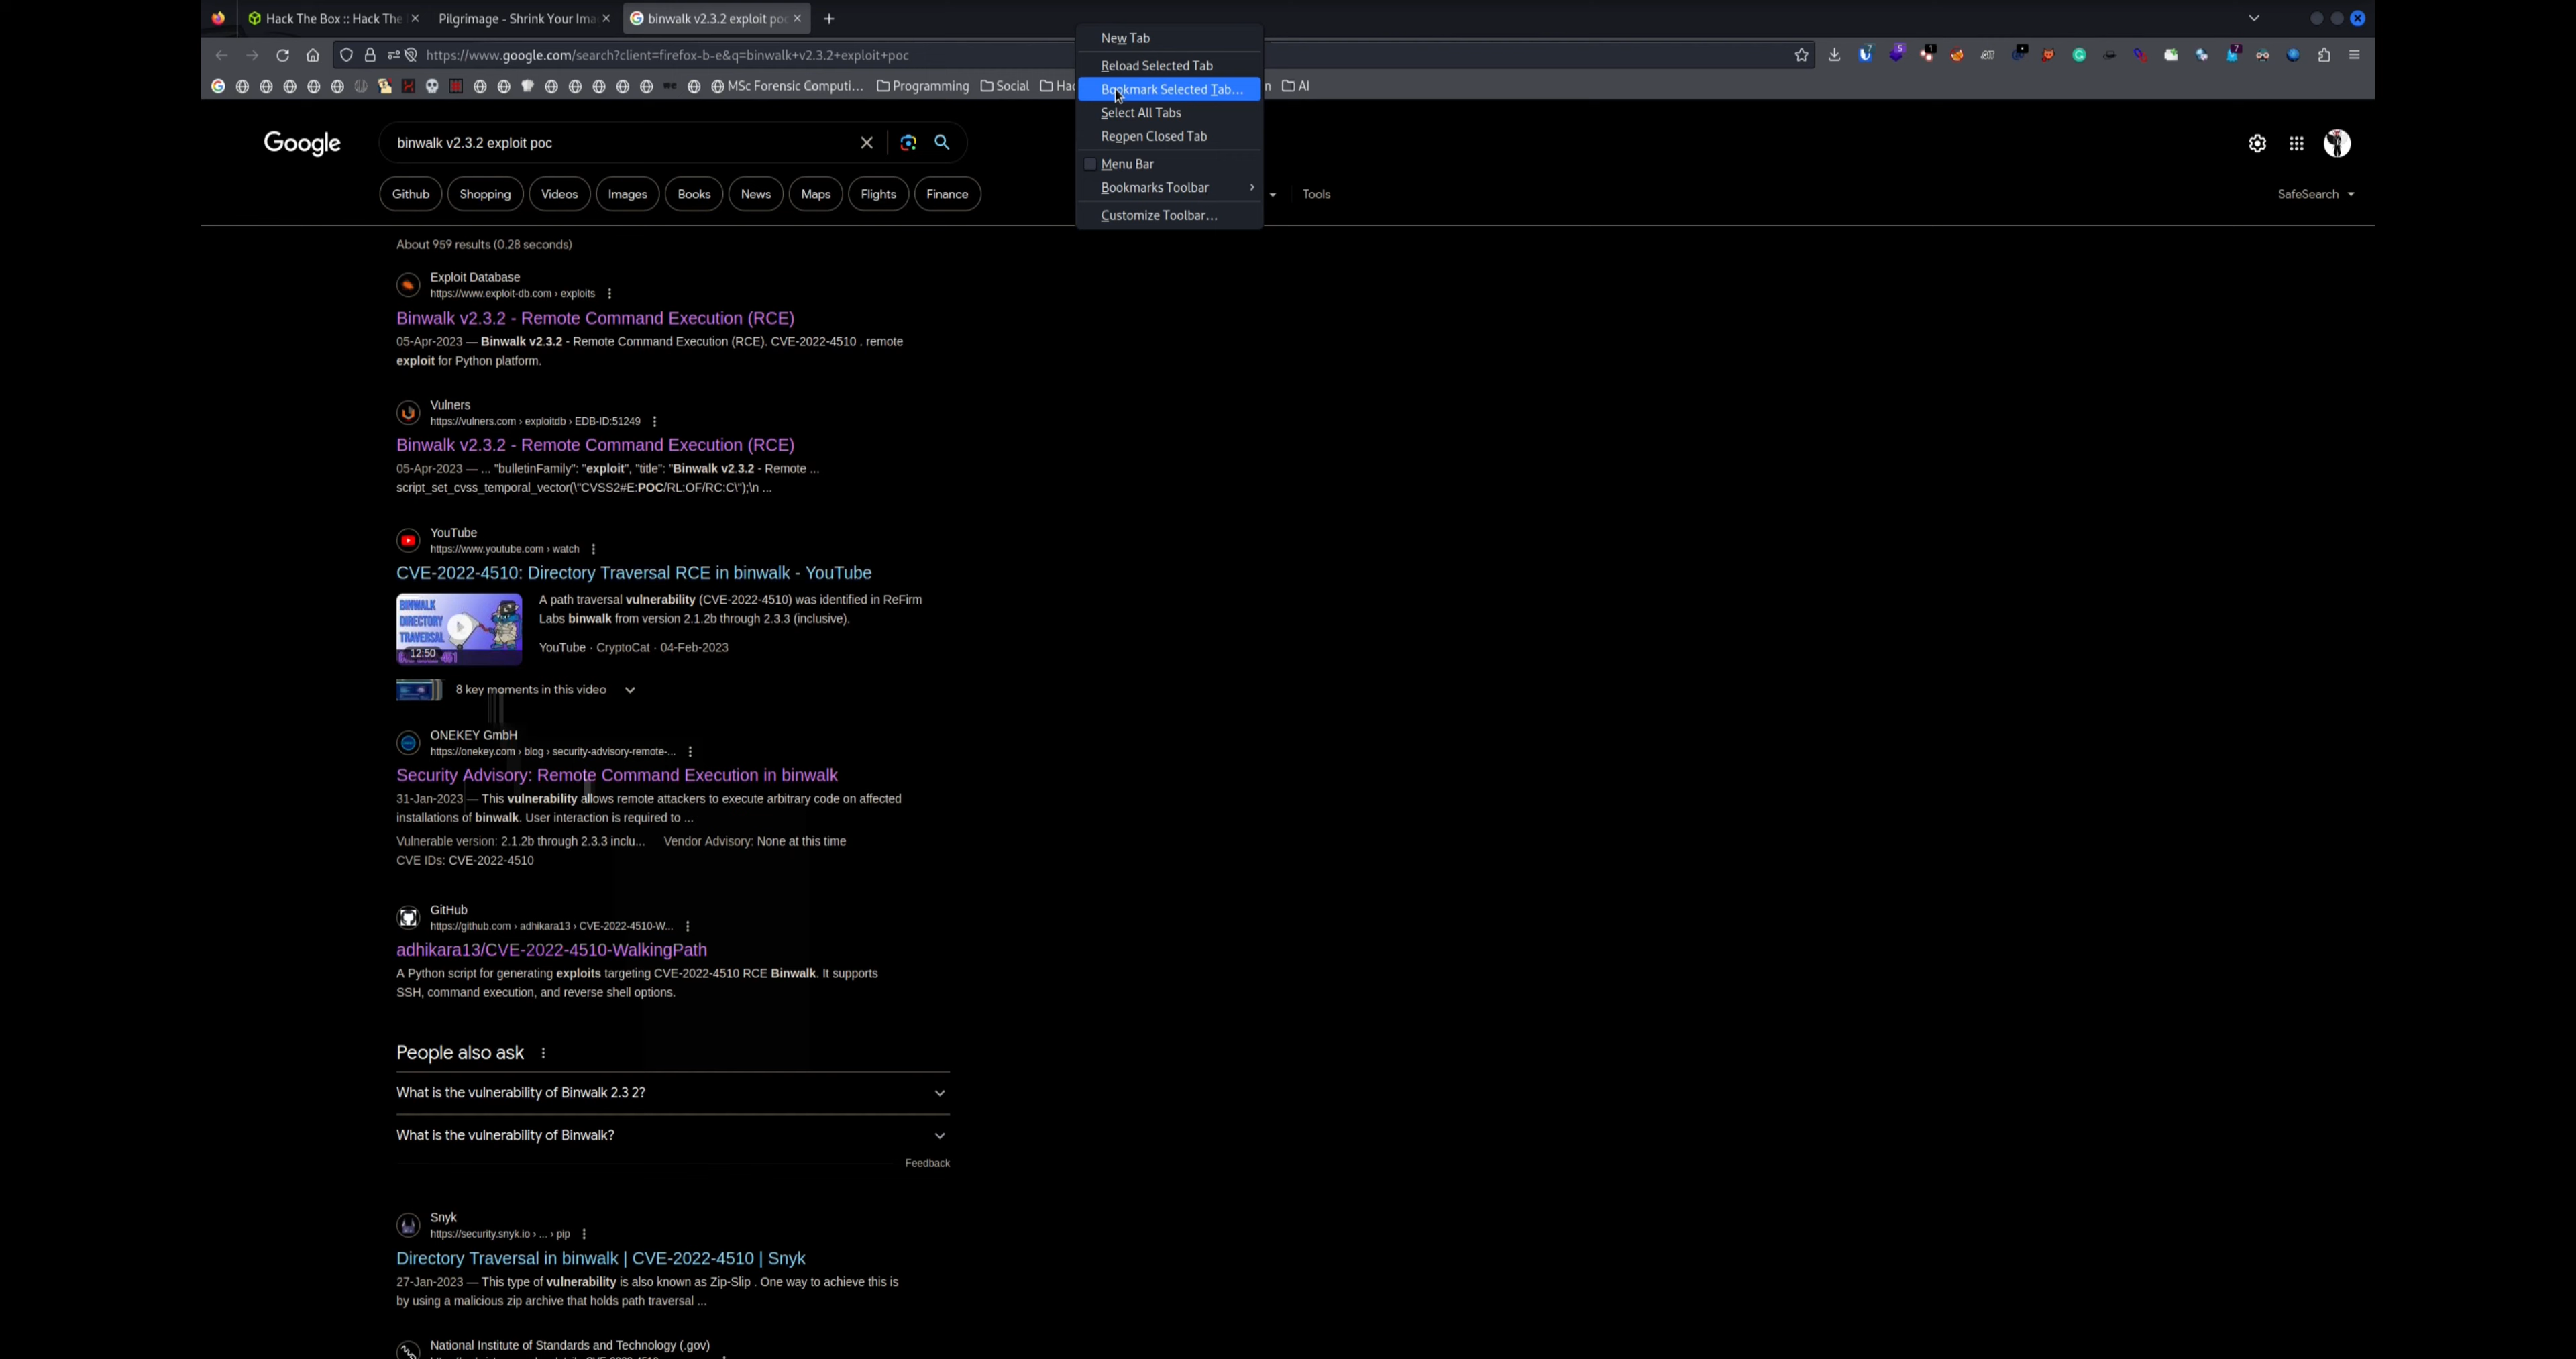 Hack The Box :: Hack The
Pilgrimage - Shrink Your Ima
binwalk v2.3.2 exploit poc
https://www.google.com/search?client=firefox-b-e&q=binwalk+v2.3.2+exploit+poc
MSc Forensic Computi...
Programming
Social
Hac
n
AI
New Tab
Reload Selected Tab
Bookmark Selected Tab...
Select All Tabs
Reopen Closed Tab
Menu Bar
Bookmarks Toolbar
Customize Toolbar...
Google
binwalk v2.3.2 exploit poc
Github
Shopping
Videos
Images
Books
News
Maps
Flights
Finance
Tools
SafeSearch
About 959 results (0.28 seconds)
Exploit Database
https://www.exploit-db.com › exploits
Binwalk v2.3.2 - Remote Command Execution (RCE)
05-Apr-2023 — Binwalk v2.3.2 - Remote Command Execution (RCE). CVE-2022-4510 . remote
exploit for Python platform.
Vulners
https://vulners.com › exploitdb › EDB-ID:51249
Binwalk v2.3.2 - Remote Command Execution (RCE)
05-Apr-2023 — ... "bulletinFamily": "exploit", "title": "Binwalk v2.3.2 - Remote ...
script_set_cvss_temporal_vector(\"CVSS2#E:POC/RL:OF/RC:C\");\n ...
YouTube
https://www.youtube.com › watch
CVE-2022-4510: Directory Traversal RCE in binwalk - YouTube
BINWALK
DIRECTORY
TRAVERSAL
12:50
A path traversal vulnerability (CVE-2022-4510) was identified in ReFirm
Labs binwalk from version 2.1.2b through 2.3.3 (inclusive).
YouTube · CryptoCat · 04-Feb-2023
8 key moments in this video
ONEKEY GmbH
https://onekey.com › blog › security-advisory-remote-...
Security Advisory: Remote Command Execution in binwalk
31-Jan-2023 — This vulnerability allows remote attackers to execute arbitrary code on affected
installations of binwalk. User interaction is required to ...
Vulnerable version: 2.1.2b through 2.3.3 inclu... Vendor Advisory: None at this time
CVE IDs: CVE-2022-4510
GitHub
https://github.com › adhikara13 › CVE-2022-4510-W...
adhikara13/CVE-2022-4510-WalkingPath
A Python script for generating exploits targeting CVE-2022-4510 RCE Binwalk. It supports
SSH, command execution, and reverse shell options.
People also ask
What is the vulnerability of Binwalk 2.3 2?
What is the vulnerability of Binwalk?
Feedback
Snyk
https://security.snyk.io › ... › pip
Directory Traversal in binwalk | CVE-2022-4510 | Snyk
27-Jan-2023 — This type of vulnerability is also known as Zip-Slip . One way to achieve this is
by using a malicious zip archive that holds path traversal ...
National Institute of Standards and Technology (.gov)